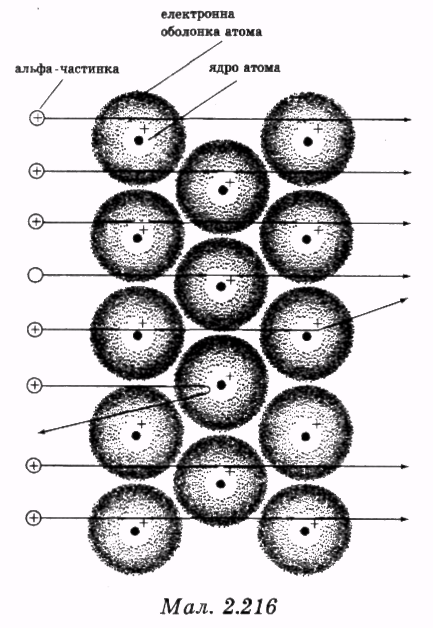 електронна
оболонка атома
альфа-частинка
ядро атома
Мал. 2.216